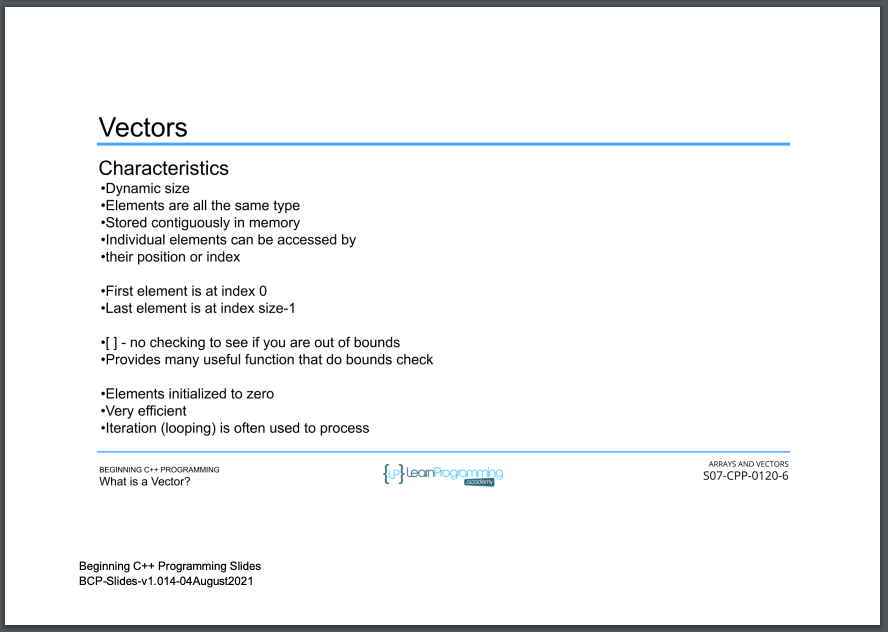 Vectors
Characteristics
•Dynamic size
•Elements are all the same type
•Stored contiguously in memory
•Individual elements can be accessed by
•their position or index
•First element is at index 0
•Last element is at index size-1
•[ ] - no checking to see if you are out of bounds
•Provides many useful function that do bounds check
•Elements initialized to zero
•Very efficient
•Iteration (looping) is often used to process
BEGINNING C++ PROGRAMMING
What is a Vector?
{LP} LearnProgramming
academy
ARRAYS AND VECTORS
S07-CPP-0120-6
Beginning C++ Programming Slides
BCP-Slides-v1.014-04August2021